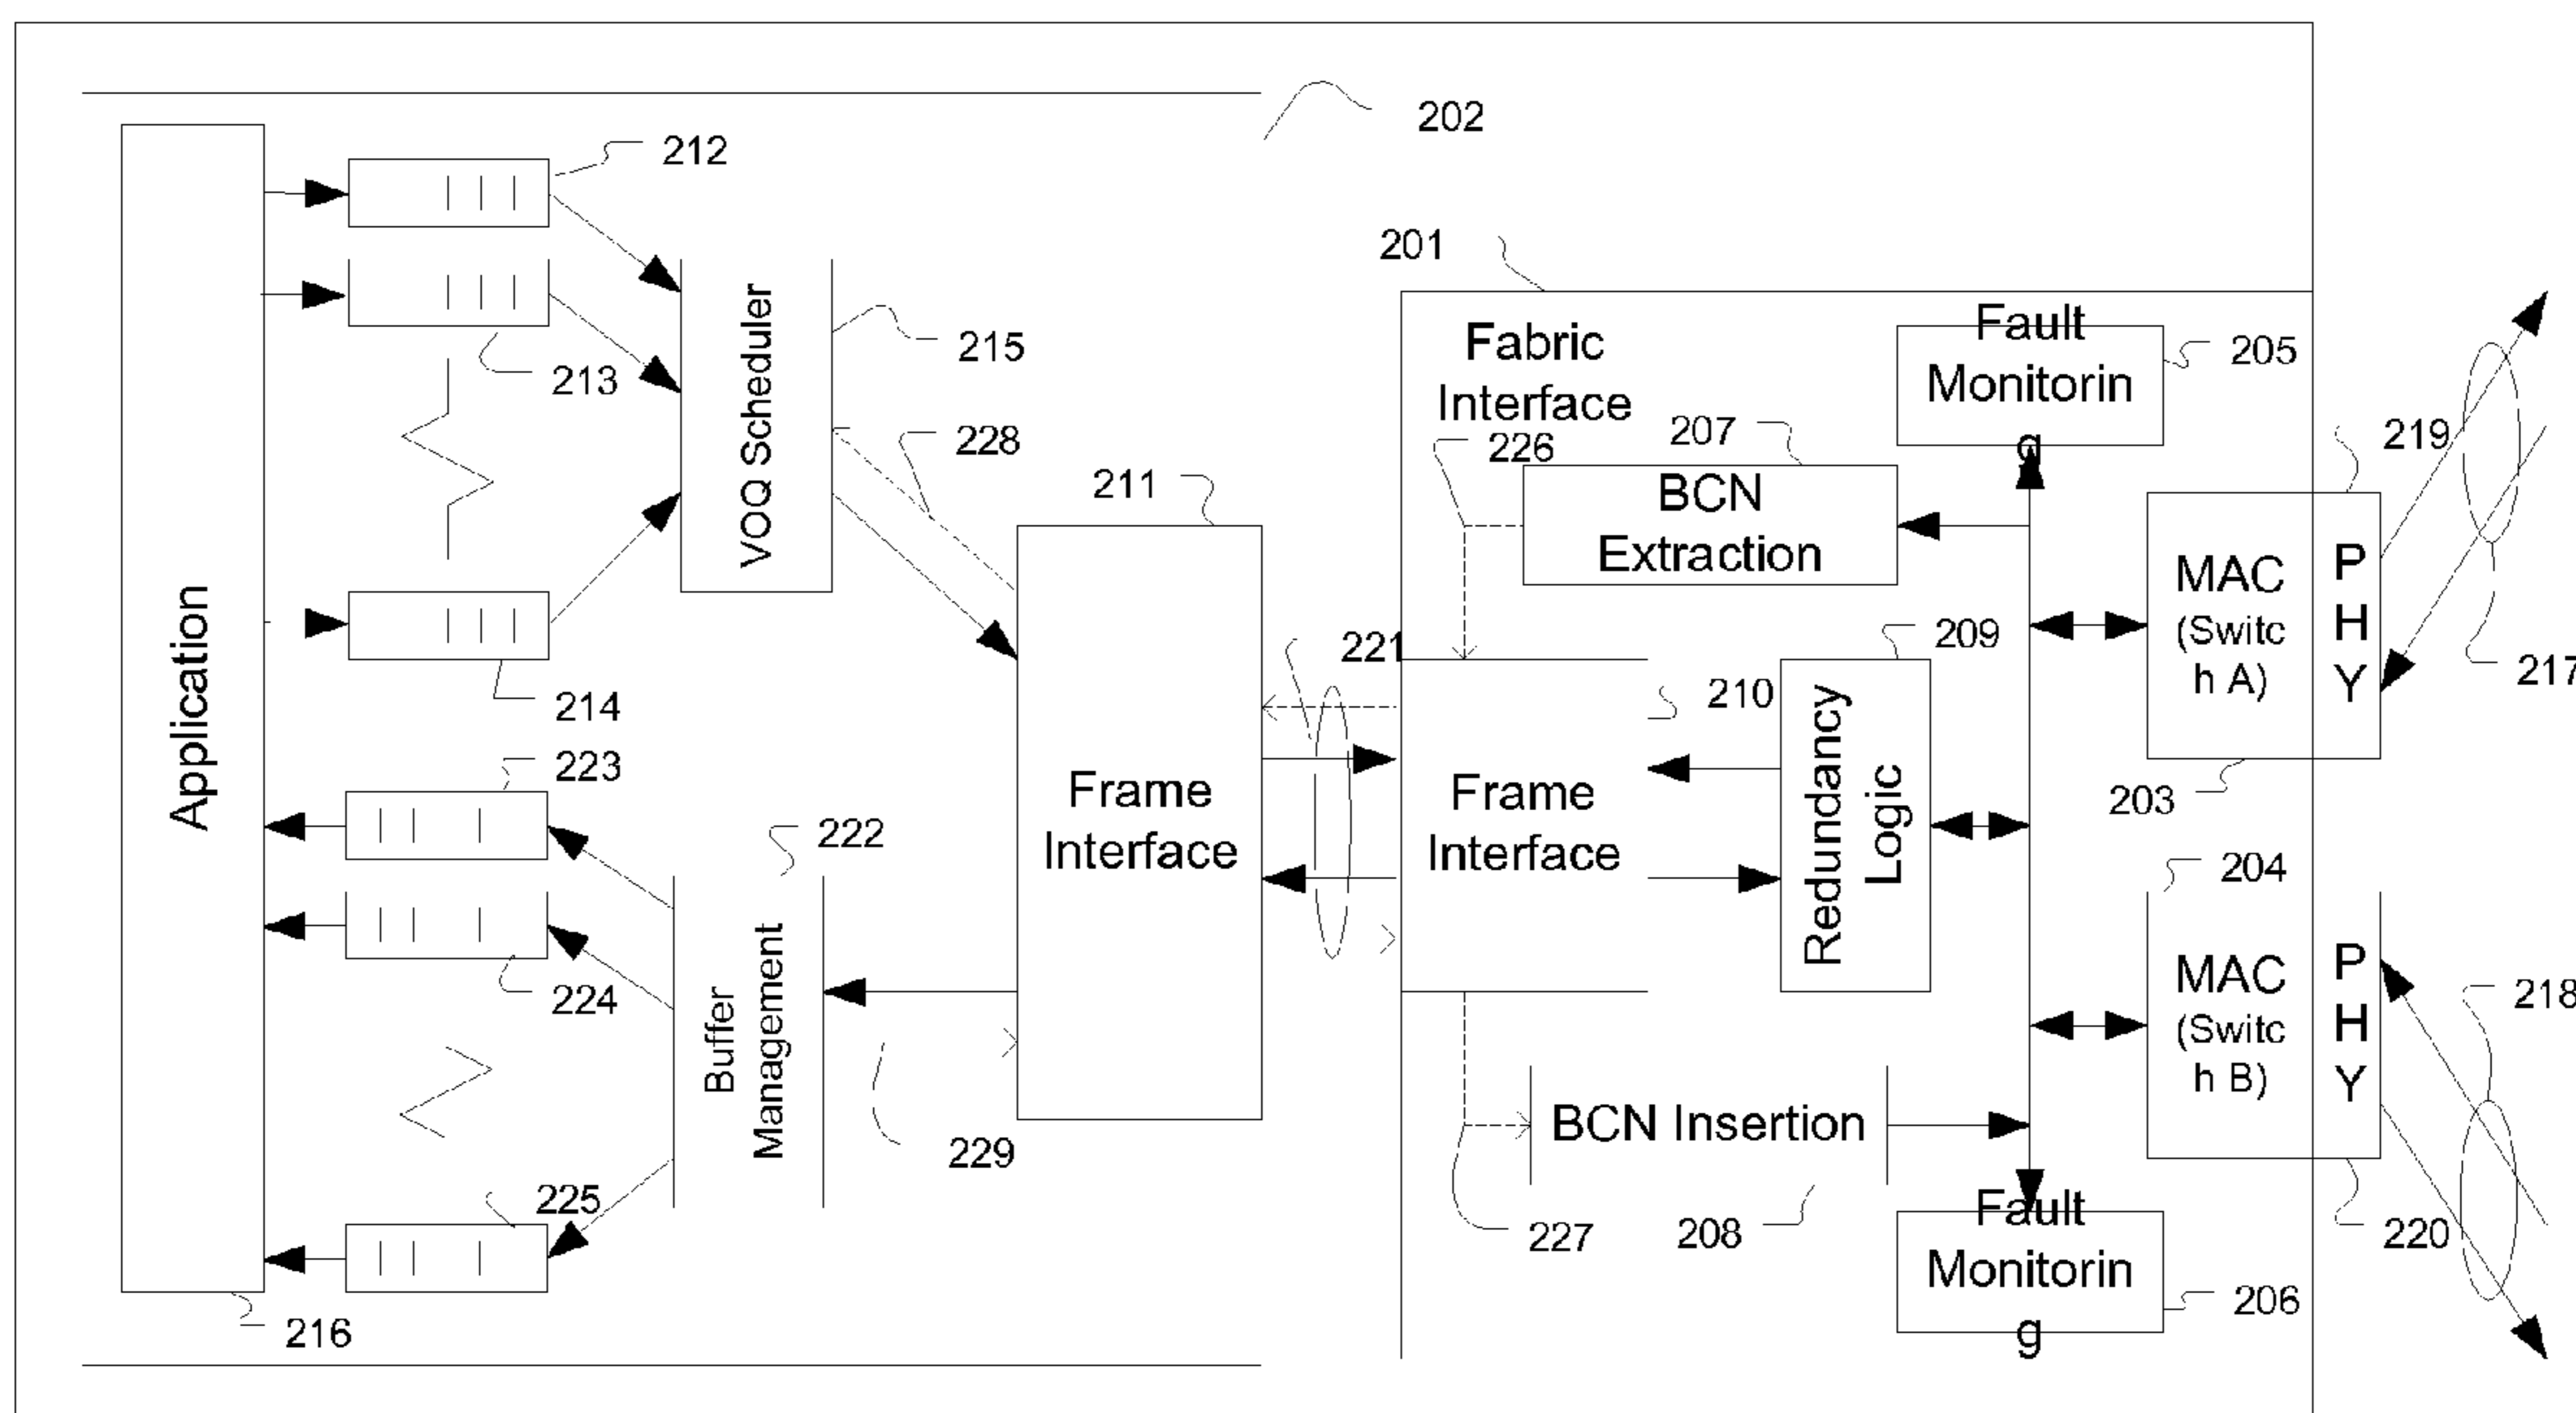 202
212
201
Fabric
Interface
Fault
Monitorin
g
205
213
VOQ Scheduler
215
228
211
226
207
BCN
Extraction
219
217
MAC
(Switc
h A)
P
H
Y
203
Application
214
221
210
209
Redundancy
Logic
223
222
Frame
Interface
Frame
Interface
204
MAC
(Switc
h B)
P
H
Y
218
224
Buffer
Management
229
BCN Insertion
225
227
208
220
Fault
Monitorin
g
206
216